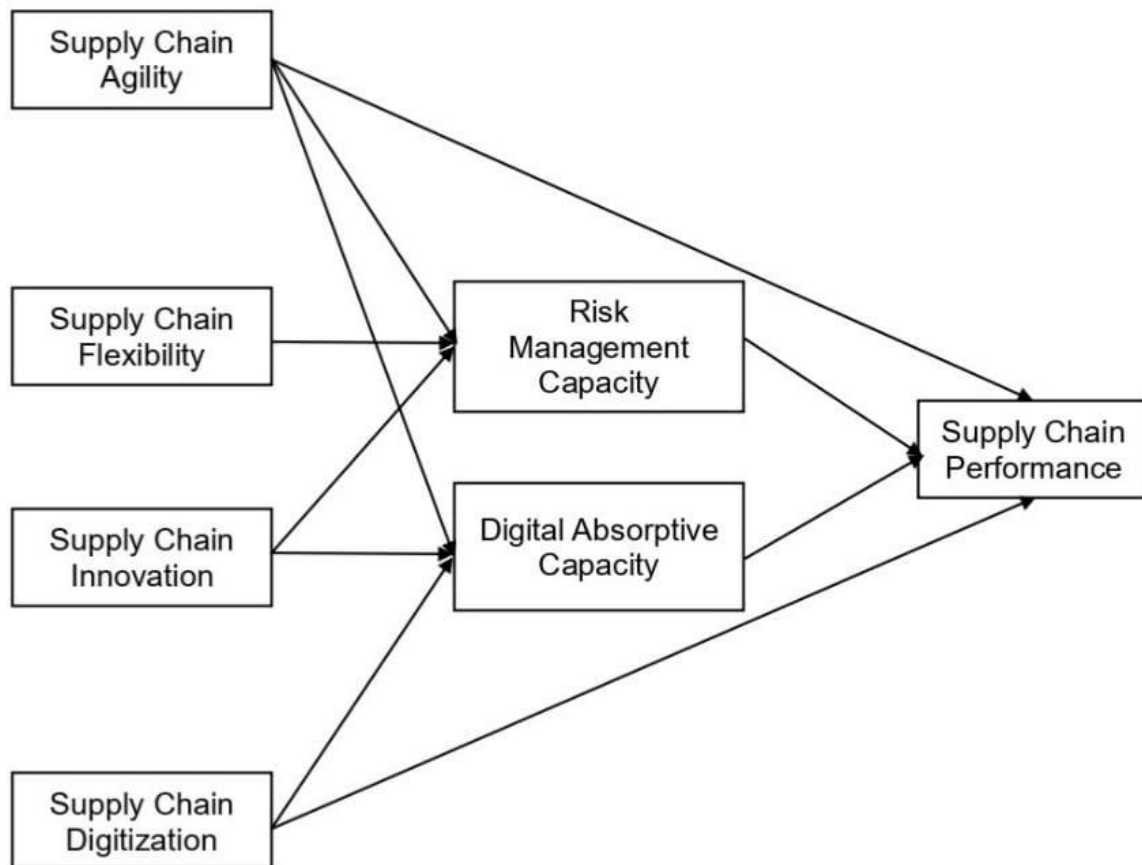 Supply Chain
Agility
Supply Chain
Flexibility
Risk
Management
Capacity
Supply Chain
Performance
Supply Chain
Innovation
Digital Absorptive
Capacity
Supply Chain
Digitization